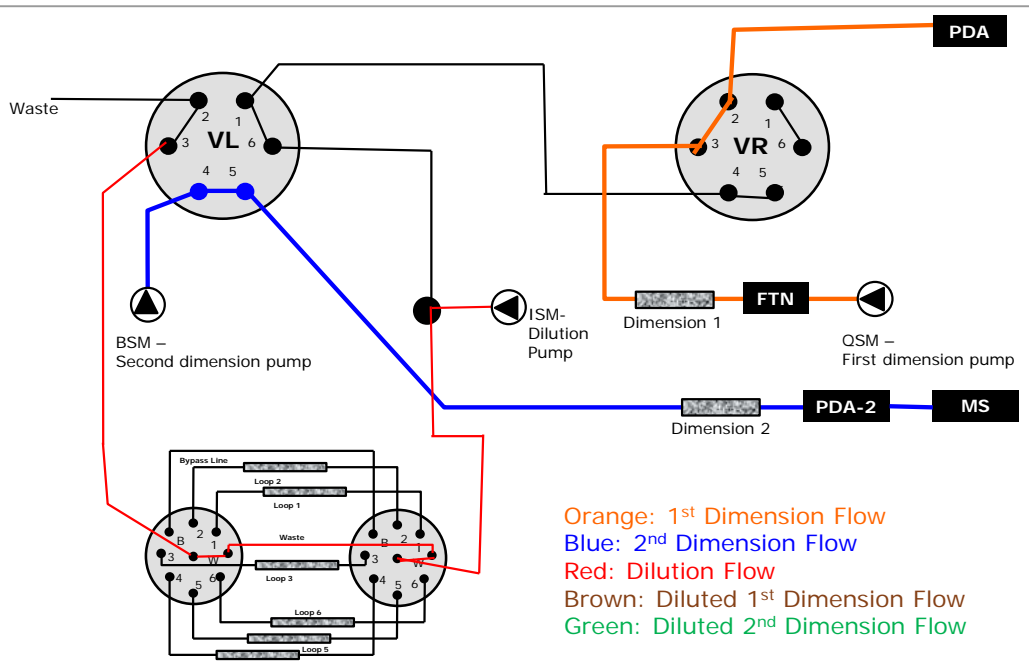 PDA
Waste
2
1
VL
3
6
4
5
2
1
VR
3
6
4
5
FTN
Dimension 1
ISM-
Dilution
Pump
BSM –
Second dimension pump
QSM –
First dimension pump
PDA-2
MS
Dimension 2
Bypass Line
Loop 2
Loop 1
Waste
B
2
1
3
W
4
5
6
B
2
1
3
W
4
5
6
Loop 3
Loop 6
Loop 5
Orange: 1st Dimension Flow
Blue: 2nd Dimension Flow
Red: Dilution Flow
Brown: Diluted 1st Dimension Flow
Green: Diluted 2nd Dimension Flow